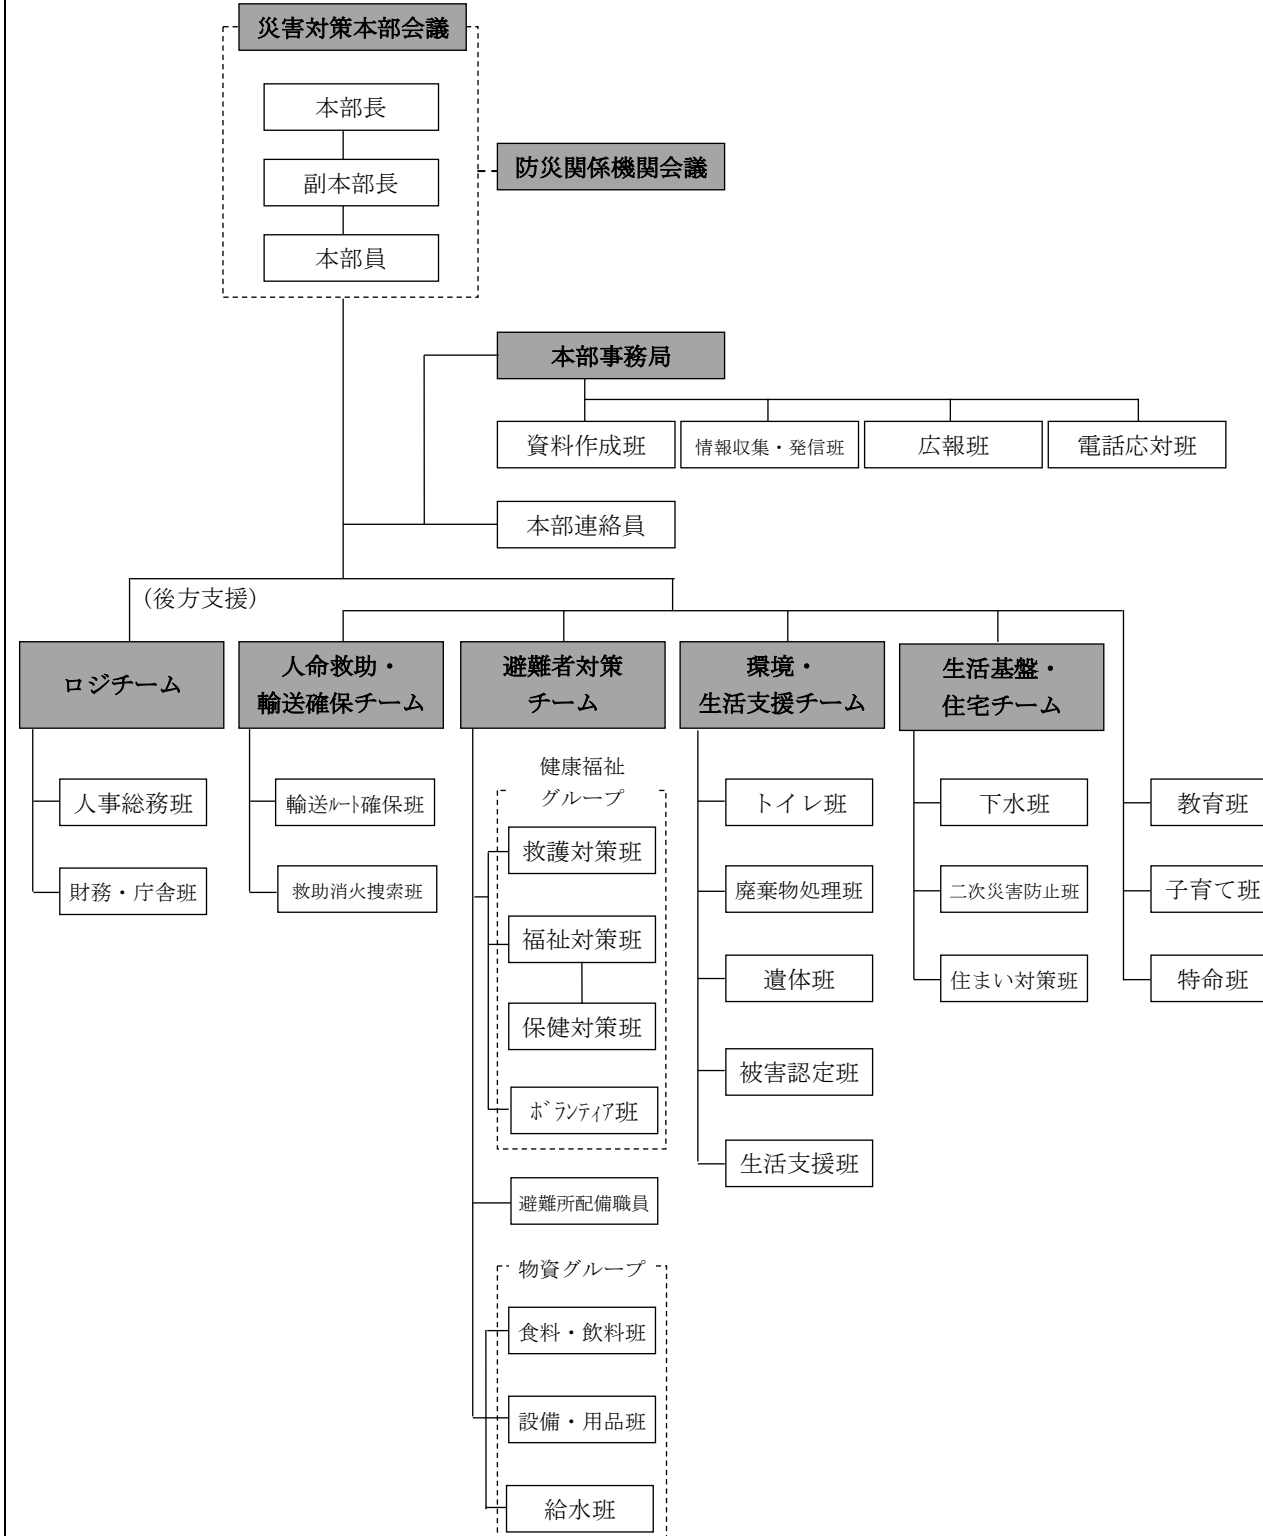 災害対策本部会議
本部長
副本部長
本部員
防災関係機関会議
本部事務局
資料作成班
情報収集・発信班
広報班
電話応対班
本部連絡員
(後方支援)
ロジチーム
人事総務班
財務・庁舎班
人命救助・
輸送確保チーム
輸送ﾙｰﾄ確保班
救助消火捜索班
避難者対策
チーム
健康福祉
グループ
救護対策班
福祉対策班
保健対策班
ﾎﾞﾗﾝﾃｨｱ班
避難所配備職員
物資グループ
食料・飲料班
設備・用品班
給水班
環境・
生活支援チーム
トイレ班
廃棄物処理班
遺体班
被害認定班
生活支援班
生活基盤・
住宅チーム
下水班
二次災害防止班
住まい対策班
教育班
子育て班
特命班